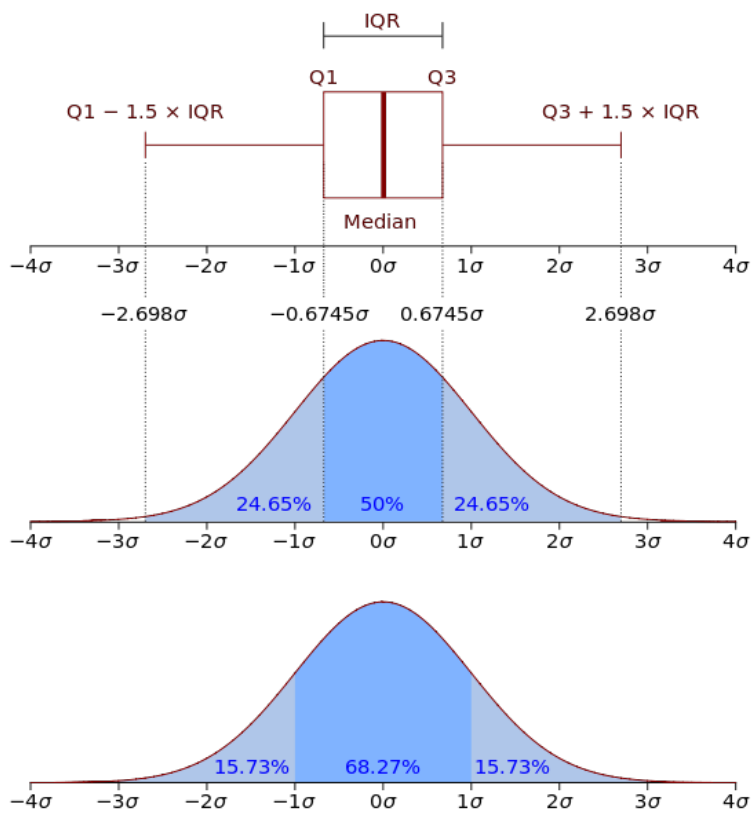 IQR
Q1 Q3
Q1 − 1.5 × IQR Q3 + 1.5 × IQR
Median
−4σ −3σ −2σ −1σ 0σ 1σ 2σ 3σ 4σ
−2.698σ −0.6745σ 0.6745σ 2.698σ
24.65% 50% 24.65%
−4σ −3σ −2σ −1σ 0σ 1σ 2σ 3σ 4σ
15.73% 68.27% 15.73%
−4σ −3σ −2σ −1σ 0σ 1σ 2σ 3σ 4σ